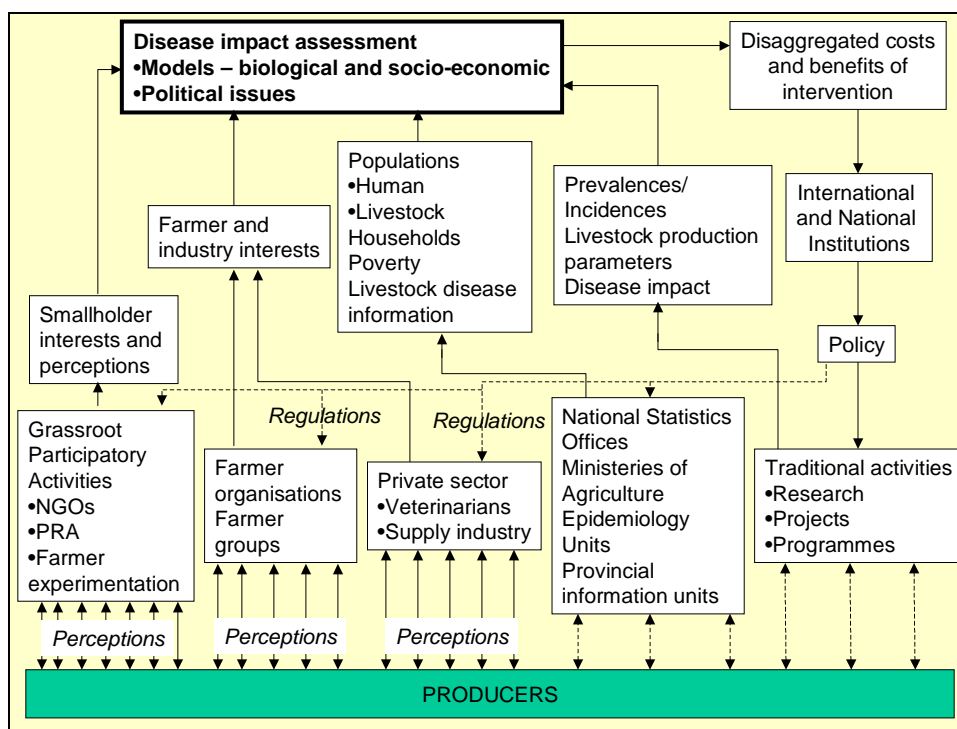 Disease impact assessment
•Models – biological and socio-economic
•Political issues
Disaggregated costs
and benefits of
intervention
Populations
•Human
•Livestock
Households
Poverty
Livestock disease
information
Prevalences/
Incidences
Livestock production
parameters
Disease impact
International
and National
Institutions
Farmer and
industry interests
Smallholder
interests and
perceptions
Policy
Regulations
Regulations
Grassroot
Participatory
Activities
•NGOs
•PRA
•Farmer
experimentation
Farmer
organisations
Farmer
groups
Private sector
•Veterinarians
•Supply industry
National Statistics
Offices
Ministeries of
Agriculture
Epidemiology
Units
Provincial
information units
Traditional activities
•Research
•Projects
•Programmes
Perceptions
Perceptions
Perceptions
PRODUCERS